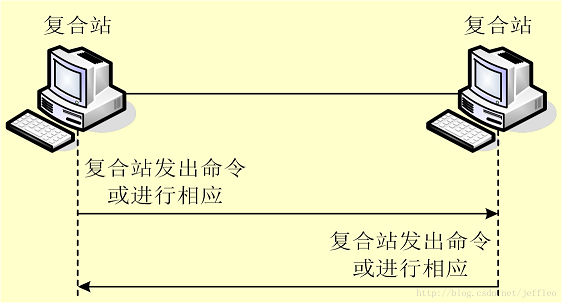 复合站
复合站
复合站发出命令
或进行相应
复合站发出命令
或进行相应
http://blog.csdn.net/jeffleo